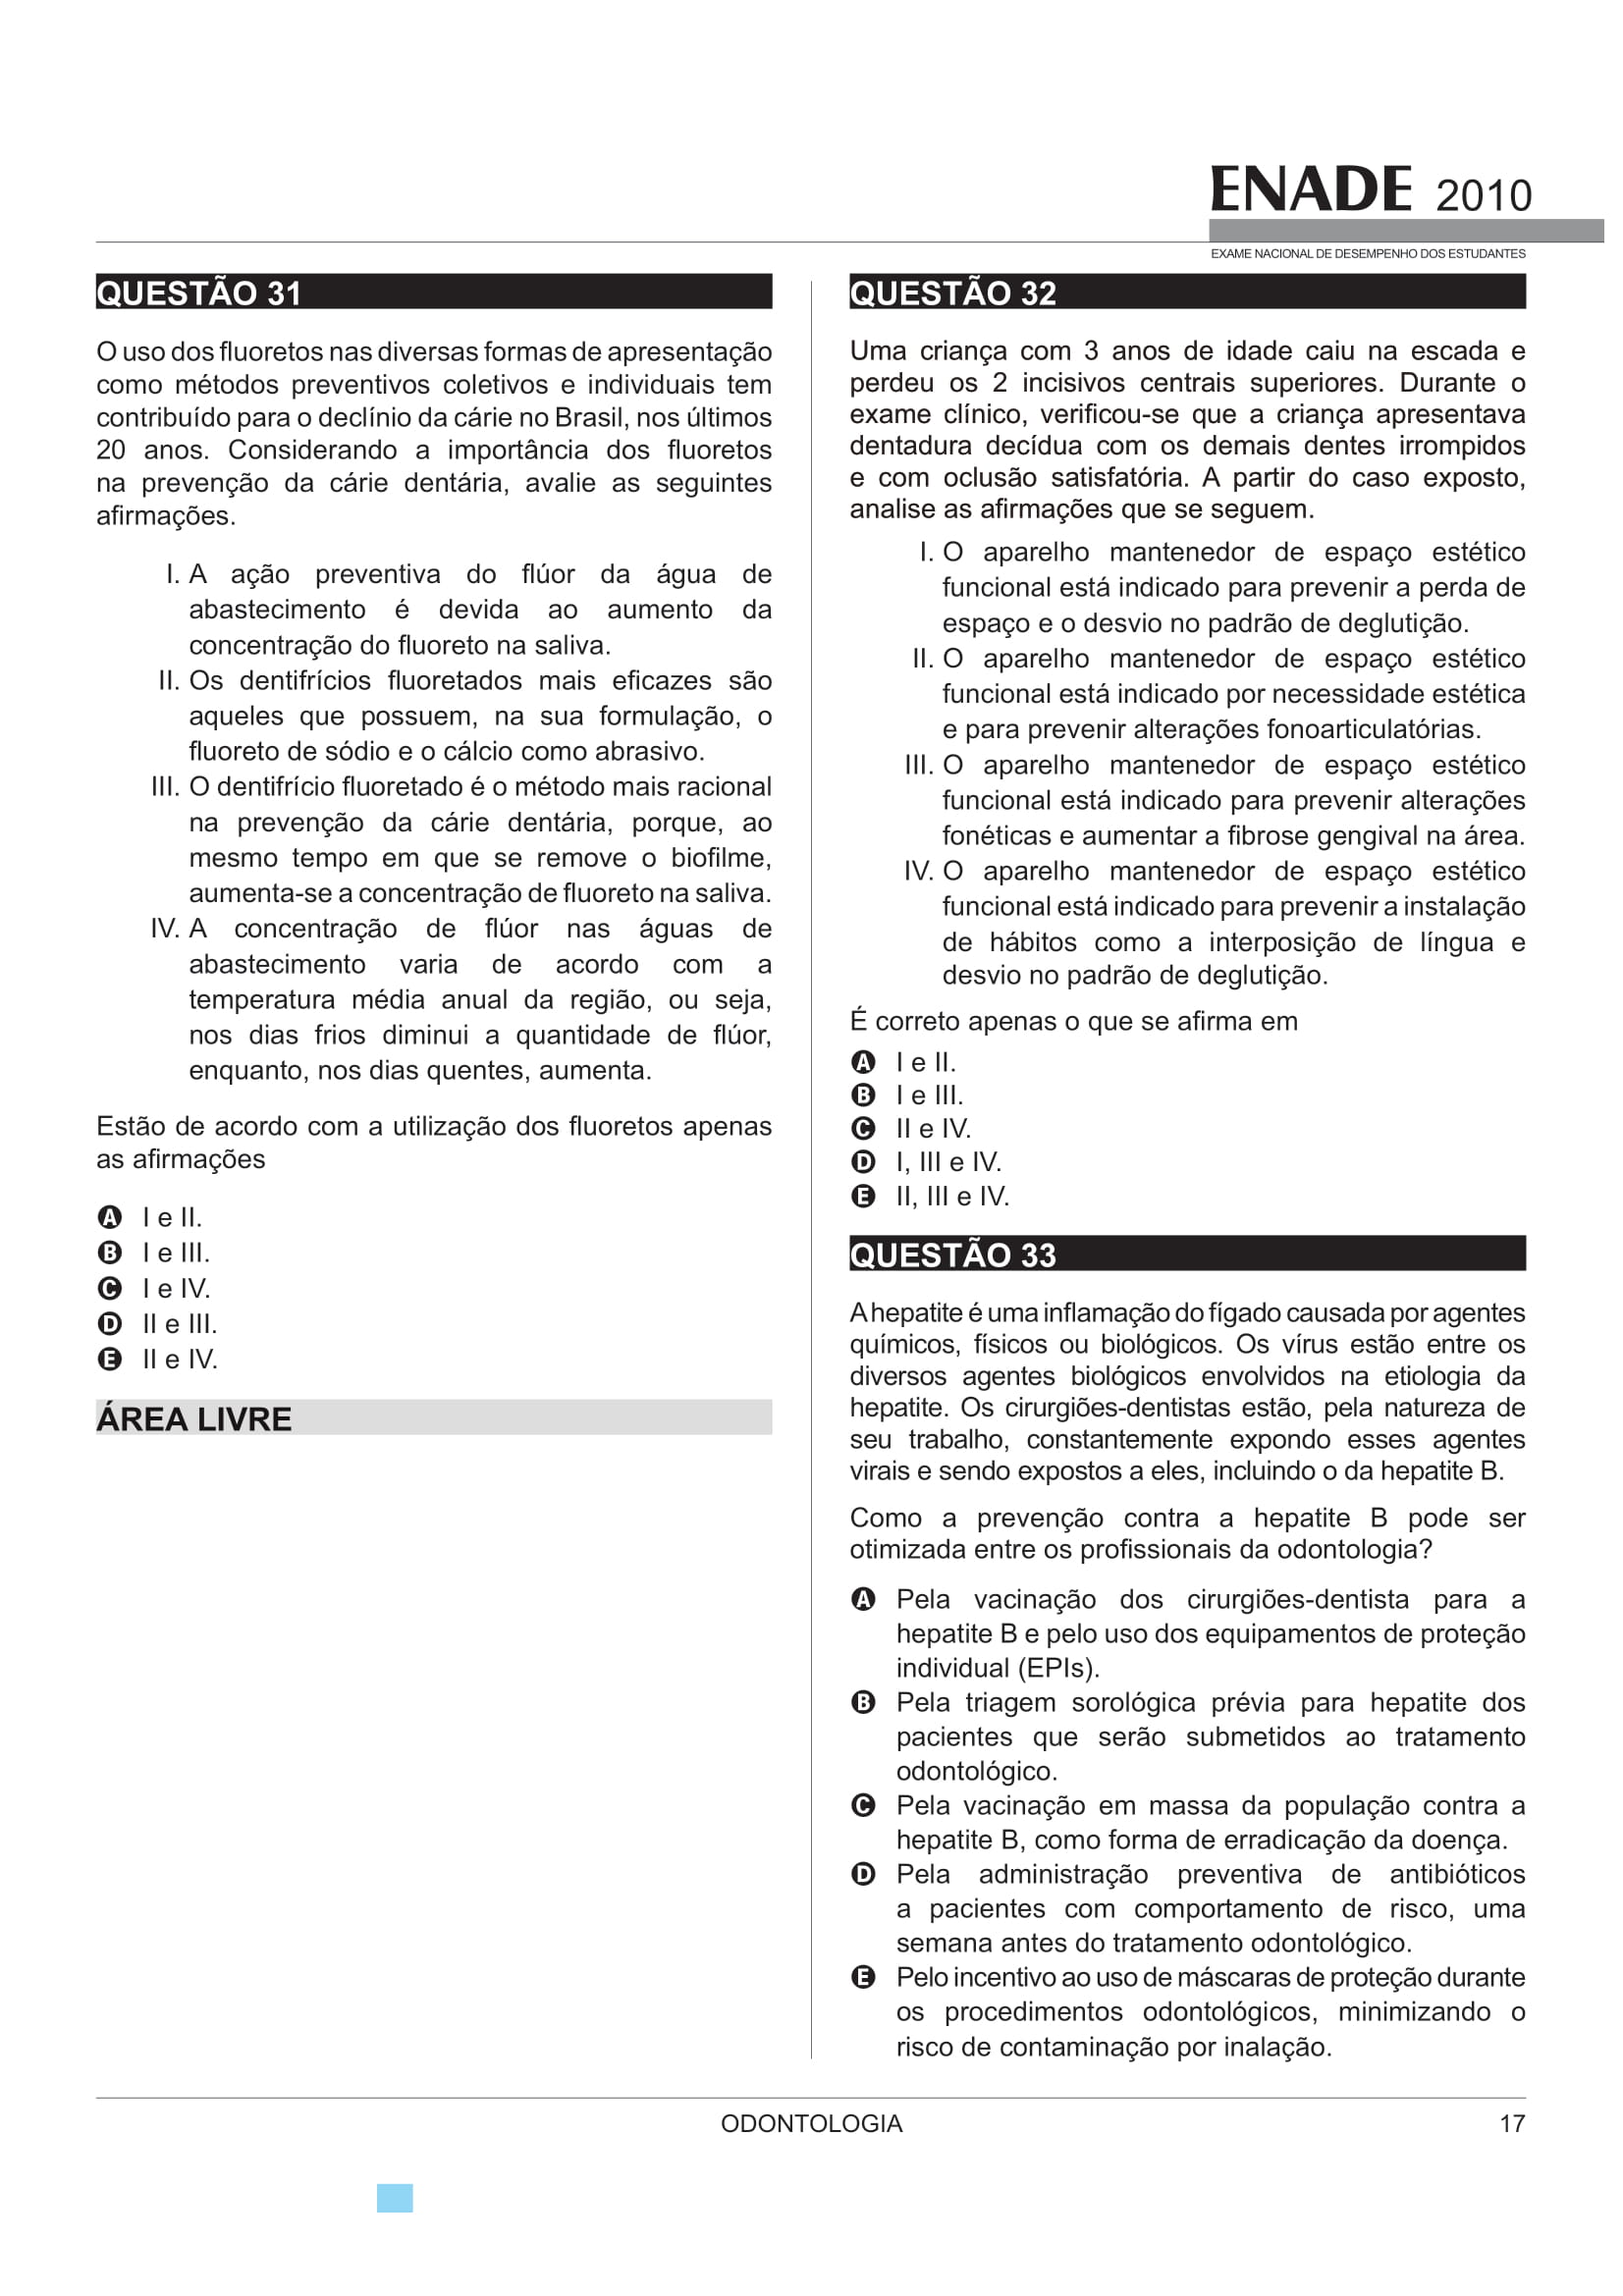 ENADE 2010
EXAME NACIONAL DE DESEMPENHO DOS ESTUDANTES
QUESTÃO 31
O uso dos fluoretos nas diversas formas de apresentação
como métodos preventivos coletivos e individuais tem
contribuído para o declínio da cárie no Brasil, nos últimos
20 anos. Considerando a importância dos fluoretos
na prevenção da cárie dentária, avalie as seguintes
afirmações.
I. A ação preventiva do flúor da água de
abastecimento é devida ao aumento da
concentração do fluoreto na saliva.
II. Os dentifrícios fluoretados mais eficazes são
aqueles que possuem, na sua formulação, o
fluoreto de sódio e o cálcio como abrasivo.
III. O dentifrício fluoretado é o método mais racional
na prevenção da cárie dentária, porque, ao
mesmo tempo em que se remove o biofilme,
aumenta-se a concentração de fluoreto na saliva.
IV. A concentração de flúor nas águas de
abastecimento varia de acordo com a
temperatura média anual da região, ou seja,
nos dias frios diminui a quantidade de flúor,
enquanto, nos dias quentes, aumenta.
Estão de acordo com a utilização dos fluoretos apenas
as afirmações
A I e II.
B I e III.
C I e IV.
D II e III.
E II e IV.
ÁREA LIVRE
QUESTÃO 32
Uma criança com 3 anos de idade caiu na escada e
perdeu os 2 incisivos centrais superiores. Durante o
exame clínico, verificou-se que a criança apresentava
dentadura decídua com os demais dentes irrompidos
e com oclusão satisfatória. A partir do caso exposto,
analise as afirmações que se seguem.
I. O aparelho mantenedor de espaço estético
funcional está indicado para prevenir a perda de
espaço e o desvio no padrão de deglutição.
II. O aparelho mantenedor de espaço estético
funcional está indicado por necessidade estética
e para prevenir alterações fonoarticulatórias.
III. O aparelho mantenedor de espaço estético
funcional está indicado para prevenir alterações
fonéticas e aumentar a fibrose gengival na área.
IV. O aparelho mantenedor de espaço estético
funcional está indicado para prevenir a instalação
de hábitos como a interposição de língua e
desvio no padrão de deglutição.
É correto apenas o que se afirma em
A I e II.
B I e III.
C II e IV.
D I, III e IV.
E II, III e IV.
QUESTÃO 33
A hepatite é uma inflamação do fígado causada por agentes
químicos, físicos ou biológicos. Os vírus estão entre os
diversos agentes biológicos envolvidos na etiologia da
hepatite. Os cirurgiões-dentistas estão, pela natureza de
seu trabalho, constantemente expondo esses agentes
virais e sendo expostos a eles, incluindo o da hepatite B.
Como a prevenção contra a hepatite B pode ser
otimizada entre os profissionais da odontologia?
A Pela vacinação dos cirurgiões-dentista para a
hepatite B e pelo uso dos equipamentos de proteção
individual (EPIs).
B Pela triagem sorológica prévia para hepatite dos
pacientes que serão submetidos ao tratamento
odontológico.
C Pela vacinação em massa da população contra a
hepatite B, como forma de erradicação da doença.
D Pela administração preventiva de antibióticos
a pacientes com comportamento de risco, uma
semana antes do tratamento odontológico.
E Pelo incentivo ao uso de máscaras de proteção durante
os procedimentos odontológicos, minimizando o
risco de contaminação por inalação.
ODONTOLOGIA
17